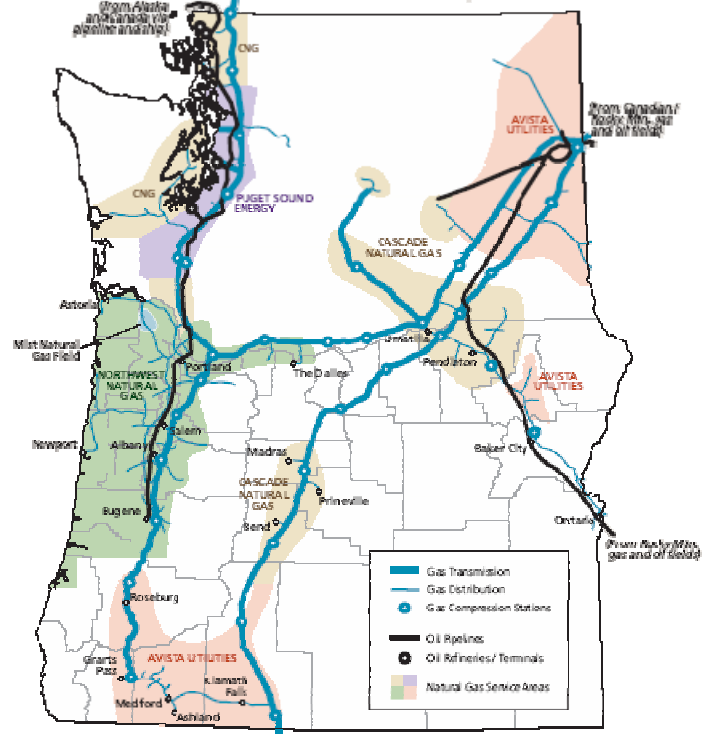 (from Alaska
and Canada via
pipeline and ship)
CNG
AVISTA
UTILITIES
(From Canadian /
Rocky Mtn. gas
and oil fields)
CNG
PUGET SOUND
ENERGY
CASCADE
NATURAL GAS
Astoria
Mist Natural
Gas Field
Portland
The Dalles
Pendleton
NORTHWEST
NATURAL
GAS
AVISTA
UTILITIES
Salem
Newport
Albany
Baker City
Madras
CASCADE
NATURAL
GAS
Prineville
Eugene
Bend
Ontario
(From Rocky Mtn.
gas and oil fields)
Gas Transmission
Gas Distribution
Gas Compression Stations
Oil Pipelines
Oil Refineries / Terminals
Natural Gas Service Areas
Roseburg
Grants
Pass
AVISTA UTILITIES
Klamath
Falls
Medford
Ashland